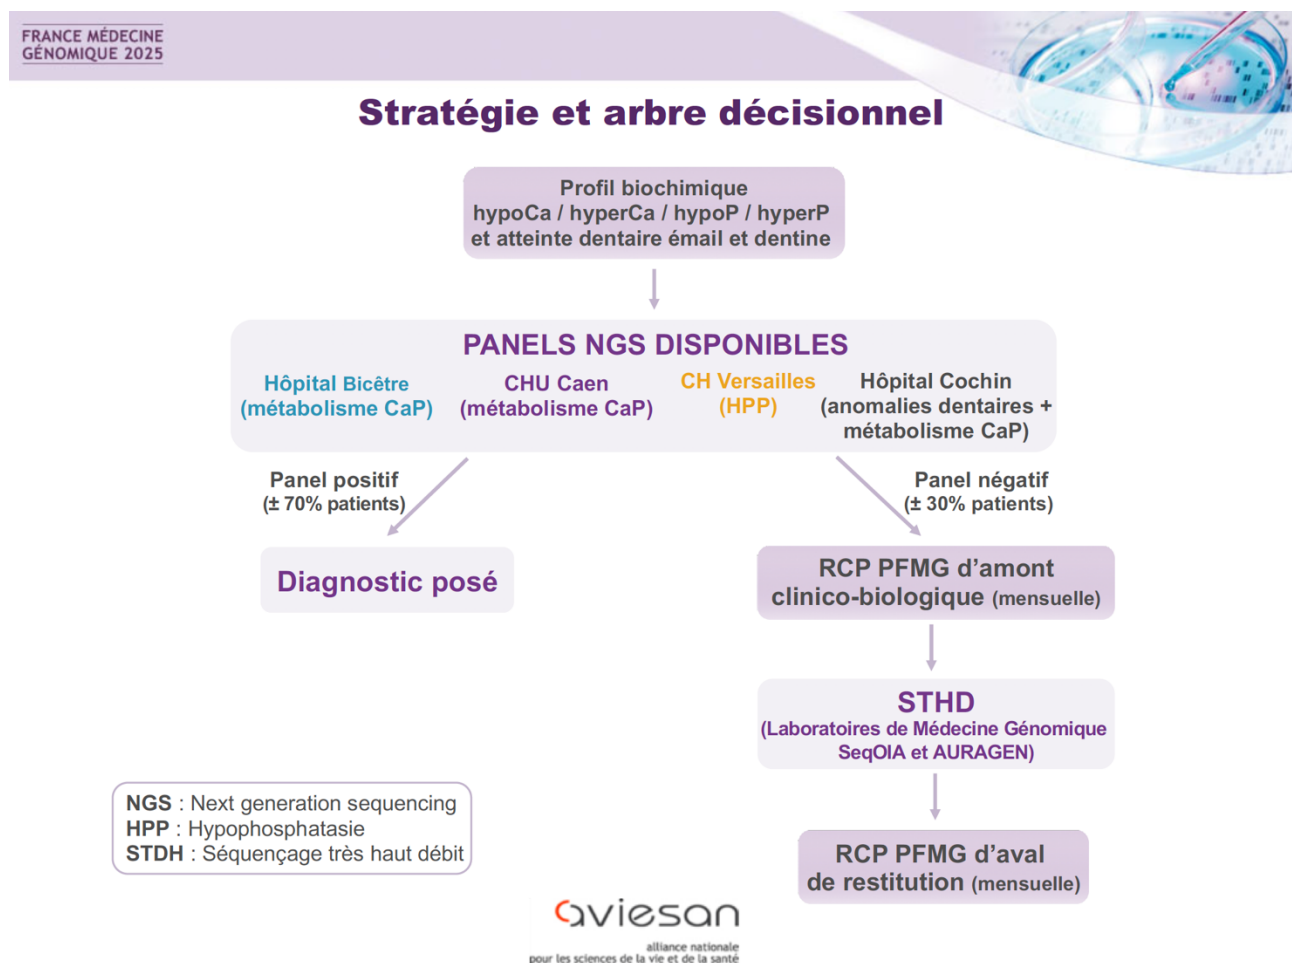 FRANCE MÉDECINE
GÉNOMIQUE 2025
Stratégie et arbre décisionnel
Profil biochimique
hypoCa / hyperCa / hypoP / hyperP
et atteinte dentaire émail et dentine
PANELS NGS DISPONIBLES
Hôpital Bicêtre
(métabolisme CaP)
CHU Caen
(métabolisme CaP)
CH Versailles
(HPP)
Hôpital Cochin
(anomalies dentaires +
métabolisme CaP)
Panel positif
(± 70% patients)
Panel négatif
(± 30% patients)
Diagnostic posé
RCP PFMG d’amont
clinico-biologique (mensuelle)
STHD
(Laboratoires de Médecine Génomique
SeqOIA et AURAGEN)
RCP PFMG d’aval
de restitution (mensuelle)
NGS : Next generation sequencing
HPP : Hypophosphatasie
STDH : Séquençage très haut débit
aviesan
alliance nationale
pour les sciences de la vie et de la santé